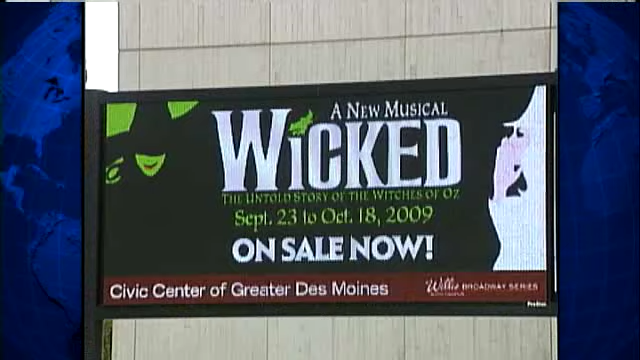 A NEW MUSICAL
WICKED
THE UNTOLD STORY OF THE WITCHES OF OZ
Sept. 23 to Oct. 18, 2009
ON SALE NOW!
Civic Center of Greater Des Moines
Willis BROADWAY SERIES